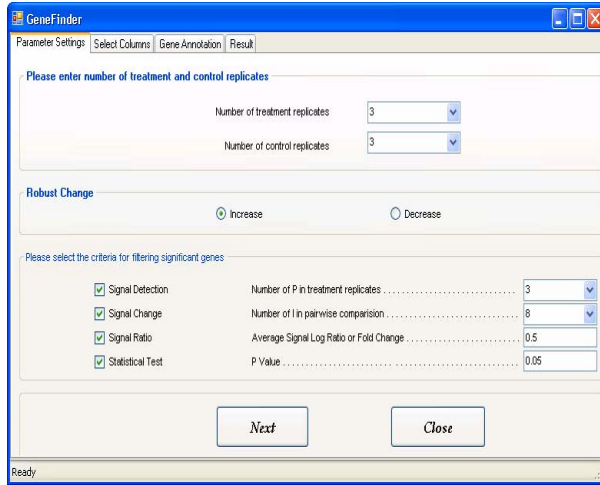 GeneFinder
Parameter Settings Select Columns Gene Annotation Result
Please enter number of treatment and control replicates
Number of treatment replicates 3
Number of control replicates 3
Robust Change
Increase Decrease
Please select the criteria for filtering significant genes
Signal Detection Number of P in treatment replicates 3
Signal Change Number of I in pairwise comparision 8
Signal Ratio Average Signal Log Ratio or Fold Change 0.5
Statistical Test P Value 0.05
Next Close
Ready